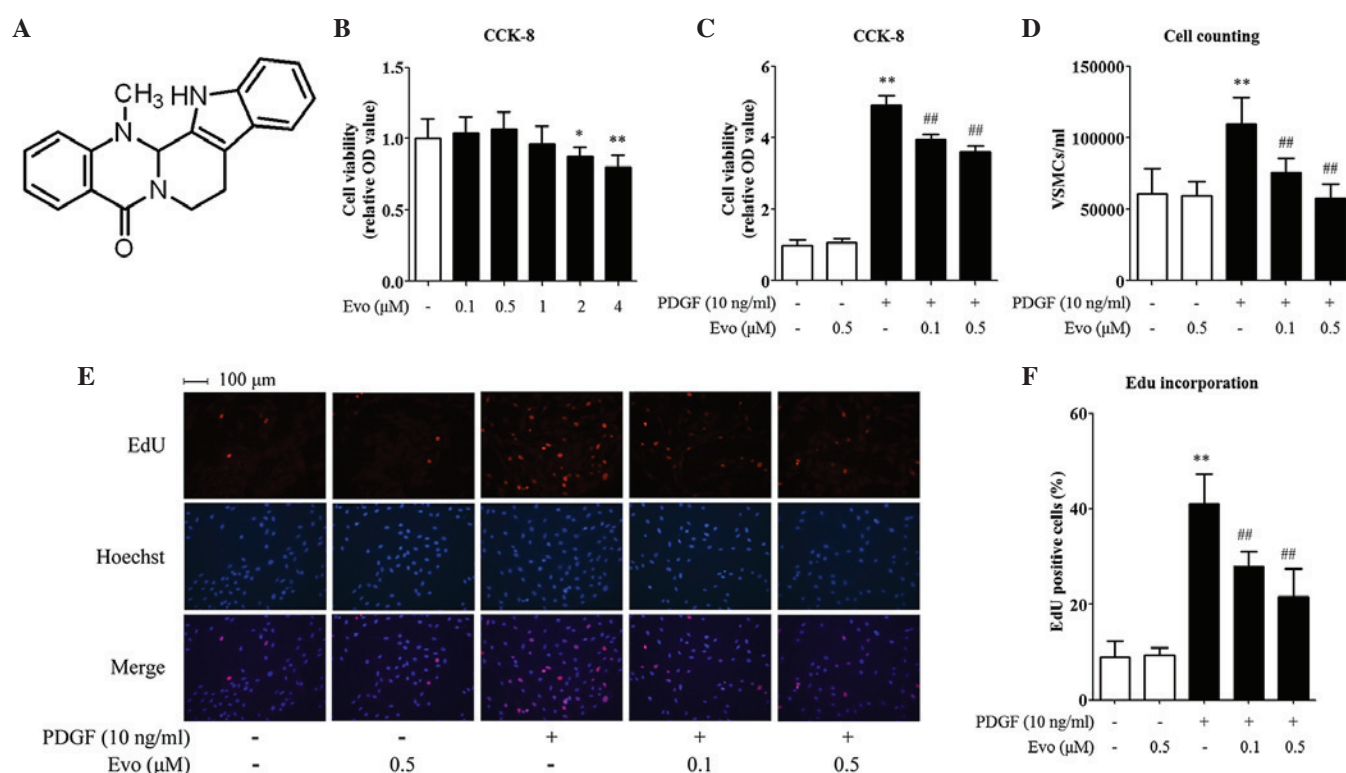 A
CH3
HN
N
N
O
B
CCK-8
Cell viability
(relative OD value)
1.5
1.0
0.5
0.0
*
**
Evo (µM)
- 0.1 0.5 1 2 4
C
CCK-8
Cell viability
(relative OD value)
6
4
2
0
**
##
##
PDGF (10 ng/ml) - - + + +
Evo (µM) - 0.5 - 0.1 0.5
D
Cell counting
VSMCs/ml
150000
100000
50000
0
**
##
##
PDGF (10 ng/ml) - - + + +
Evo (µM) - 0.5 - 0.1 0.5
E
100 µm
EdU
Hoechst
Merge
PDGF (10 ng/ml) - - + + +
Evo (µM) - 0.5 - 0.1 0.5
F
Edu incorporation
EdU positive cells (%)
60
40
20
0
**
##
##
PDGF (10 ng/ml) - - + + +
Evo (µM) - 0.5 - 0.1 0.5